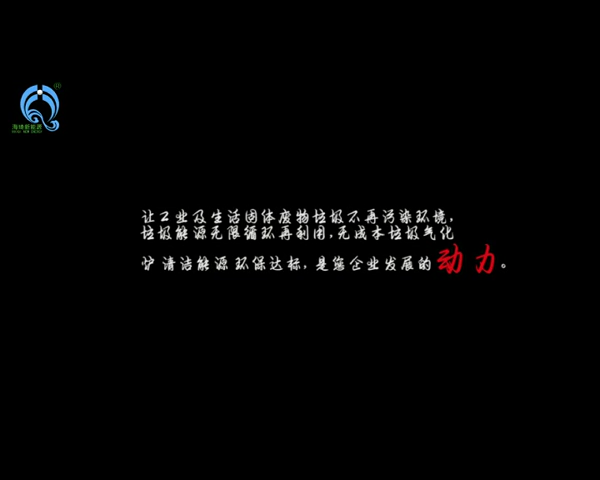 ®
让工业及生活固体废物垃圾不再污染环境,
垃圾能源无限循环再利用,无成本垃圾气化
炉清洁能源环保达标,是您企业发展的动力。